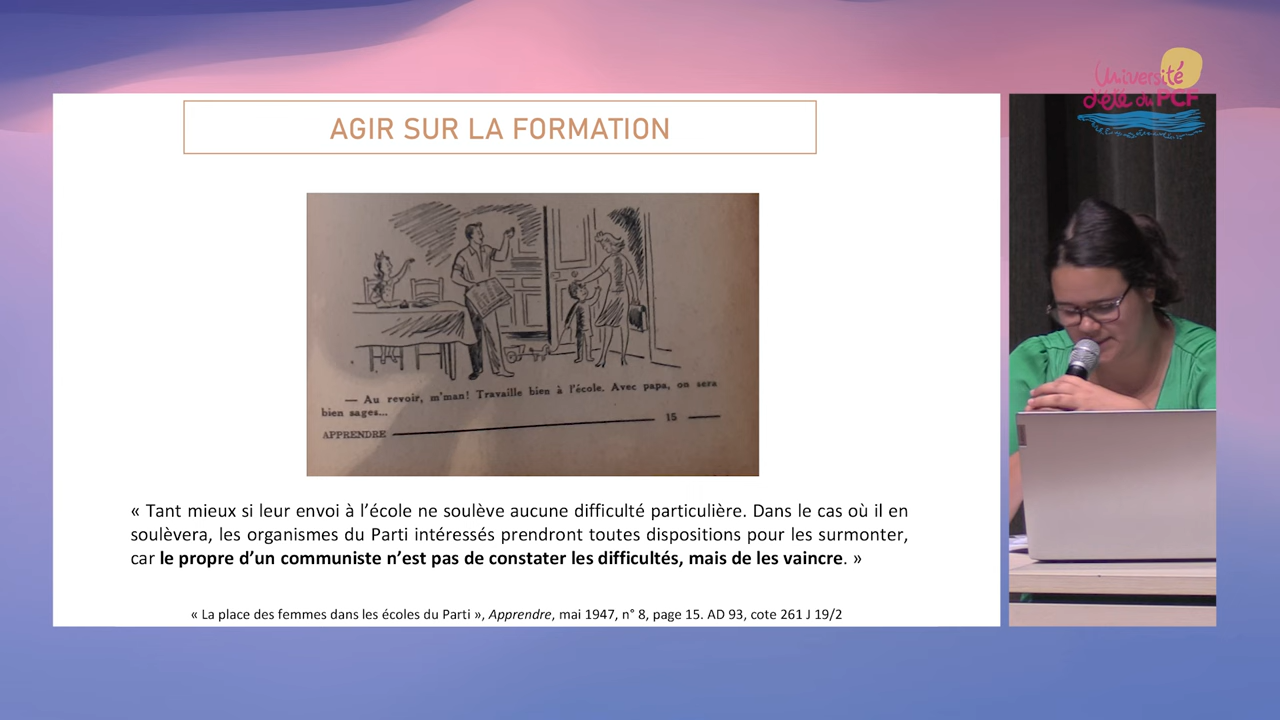 Université
d'été du PCF
AGIR SUR LA FORMATION
— Au revoir, m'man! Travaille bien à l'école. Avec papa, on sera
bien sages...
APPRENDRE 15
« Tant mieux si leur envoi à l’école ne soulève aucune difficulté particulière. Dans le cas où il en
soulèvera, les organismes du Parti intéressés prendront toutes dispositions pour les surmonter,
car le propre d’un communiste n’est pas de constater les difficultés, mais de les vaincre. »
« La place des femmes dans les écoles du Parti », Apprendre, mai 1947, n° 8, page 15. AD 93, cote 261 J 19/2